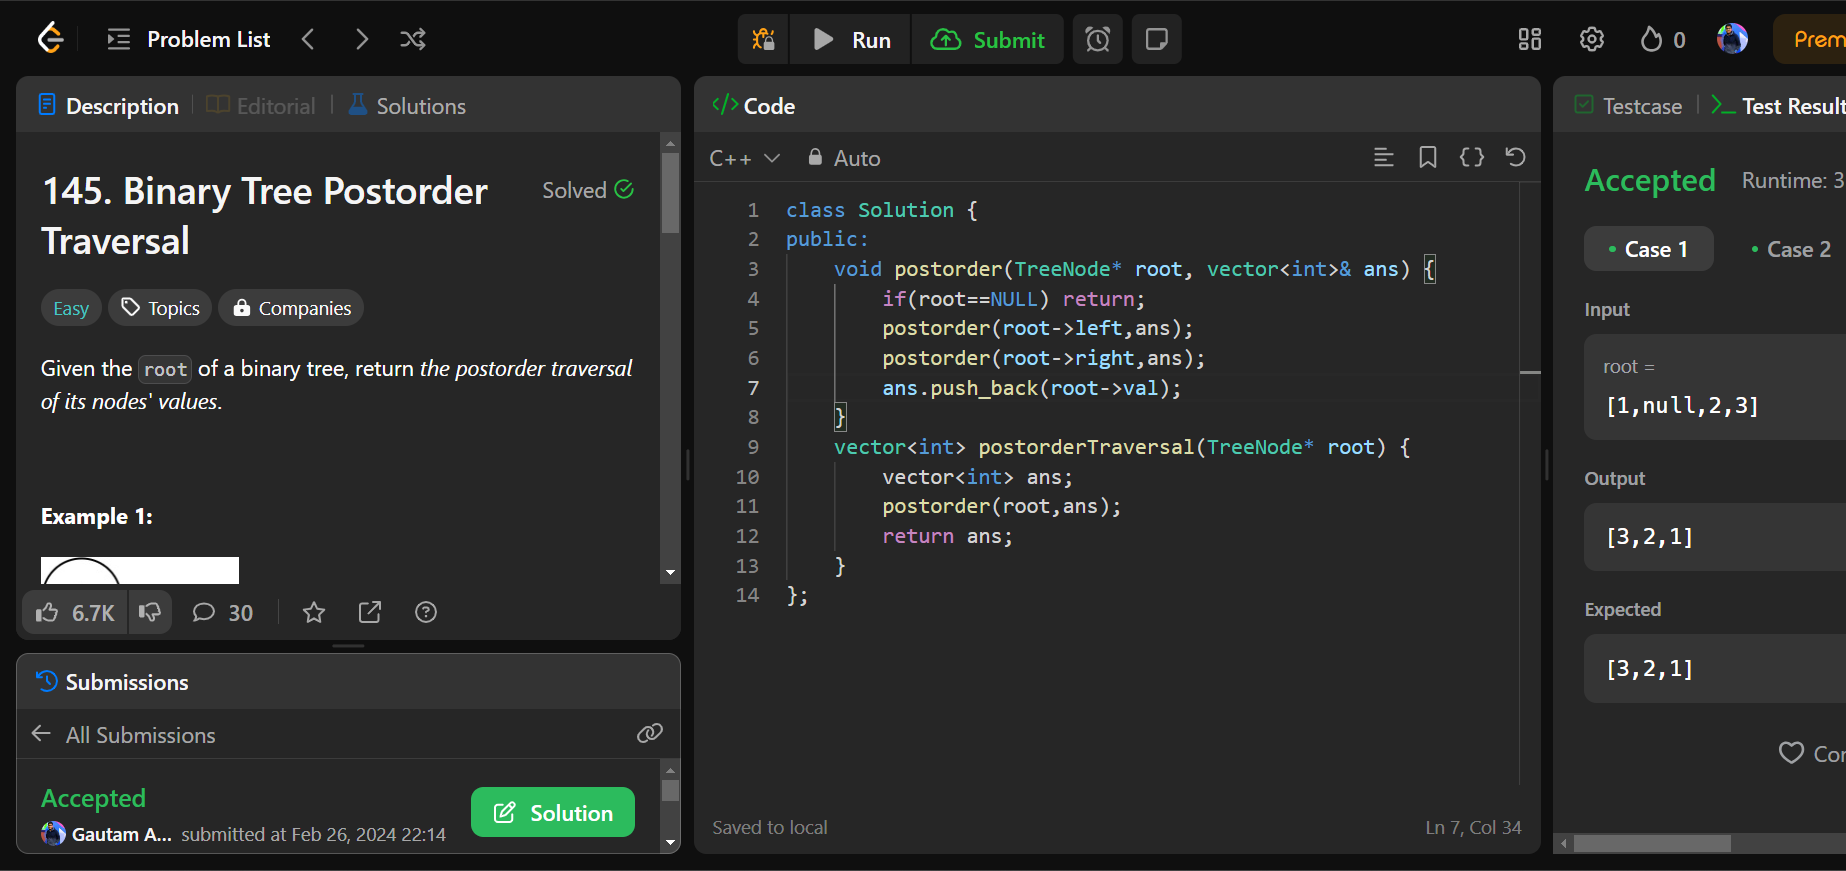 Problem List
Run
Submit
0
Prem
Description
Editorial
Solutions
145. Binary Tree Postorder
Traversal
Solved
Easy
Topics
Companies
Given the root of a binary tree, return the postorder traversal
of its nodes' values.
Example 1:
6.7K
30
Submissions
All Submissions
Accepted
Gautam A... submitted at Feb 26, 2024 22:14
Solution
Code
C++
Auto
1 class Solution {
2 public:
3 void postorder(TreeNode* root, vector<int>& ans) {
4 if(root==NULL) return;
5 postorder(root->left,ans);
6 postorder(root->right,ans);
7 ans.push_back(root->val);
8 }
9 vector<int> postorderTraversal(TreeNode* root) {
10 vector<int> ans;
11 postorder(root,ans);
12 return ans;
13 }
14 };
Saved to local
Ln 7, Col 34
Testcase
Test Result
Accepted
Runtime: 3
• Case 1
• Case 2
Input
root =
[1,null,2,3]
Output
[3,2,1]
Expected
[3,2,1]
Cor